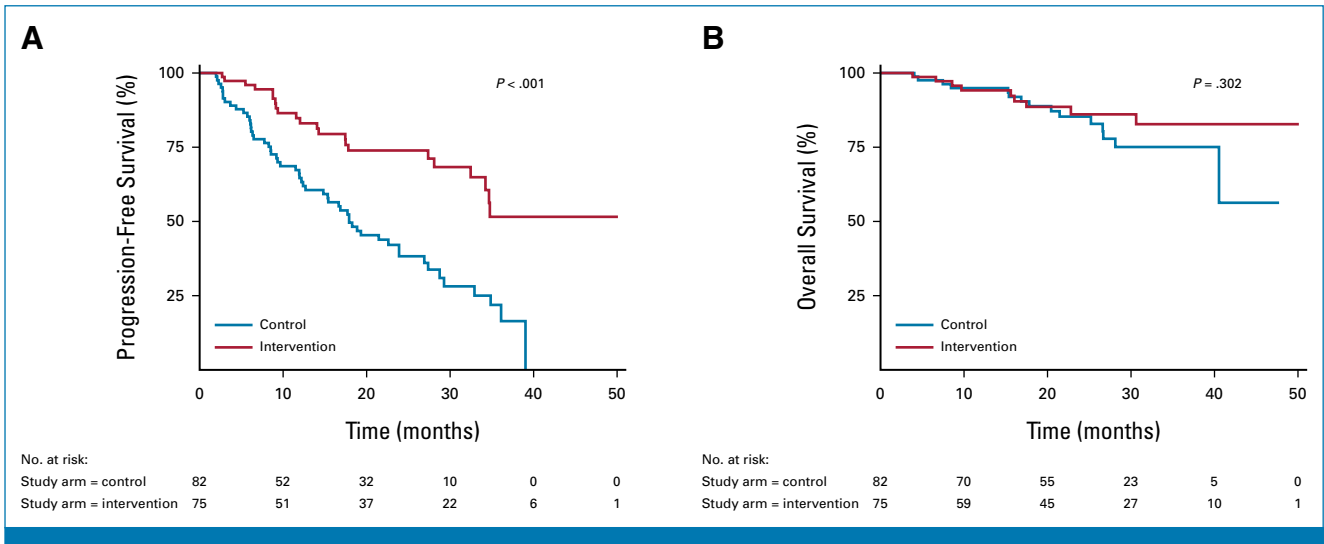 A
Progression-Free Survival (%)
100
75
50
25
P < .001
Control
Intervention
0 10 20 30 40 50
Time (months)
No. at risk:
Study arm = control 82 52 32 10 0 0
Study arm = intervention 75 51 37 22 6 1
B
Overall Survival (%)
100
75
50
25
P = .302
Control
Intervention
0 10 20 30 40 50
Time (months)
No. at risk:
Study arm = control 82 70 55 23 5 0
Study arm = intervention 75 59 45 27 10 1